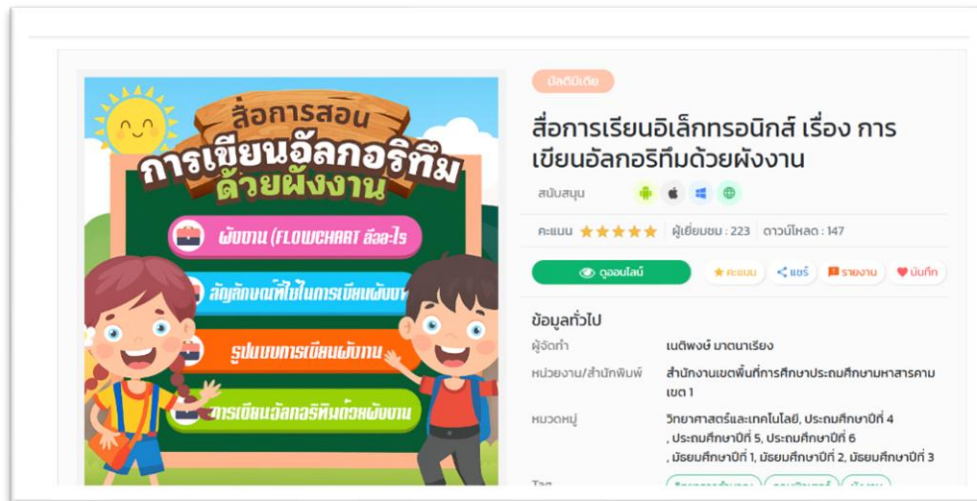 สื่อการสอน
การเขียนอัลกอริทึม
ด้วยผังงาน
ผังงาน (FLOWCHART คืออะไร
สัญลักษณ์ที่ใช้ในการเขียนผังงา
รูปแบบการเขียนผังงาน
การเขียนอัลกอริทึมด้วยผังงาน
มัลติมีเดีย
สื่อการเรียนอิเล็กทรอนิกส์ เรื่อง การ
เขียนอัลกอริทึมด้วยผังงาน
สนับสนุน
คะแนน ผู้เยี่ยมชม : 223 ดาวน์โหลด : 147
ดูออนไลน์ คะแนน แชร์ รายงาน บันทึก
ข้อมูลทั่วไป
ผู้จัดทำ เนติพงษ์ มาตนาเรียง
หน่วยงาน/สำนักพิมพ์ สำนักงานเขตพื้นที่การศึกษาประถมศึกษามหาสารคาม
เขต 1
หมวดหมู่ วิทยาศาสตร์และเทคโนโลยี, ประถมศึกษาปีที่ 4
, ประถมศึกษาปีที่ 5, ประถมศึกษาปีที่ 6
, มัธยมศึกษาปีที่ 1, มัธยมศึกษาปีที่ 2, มัธยมศึกษาปีที่ 3
Tag